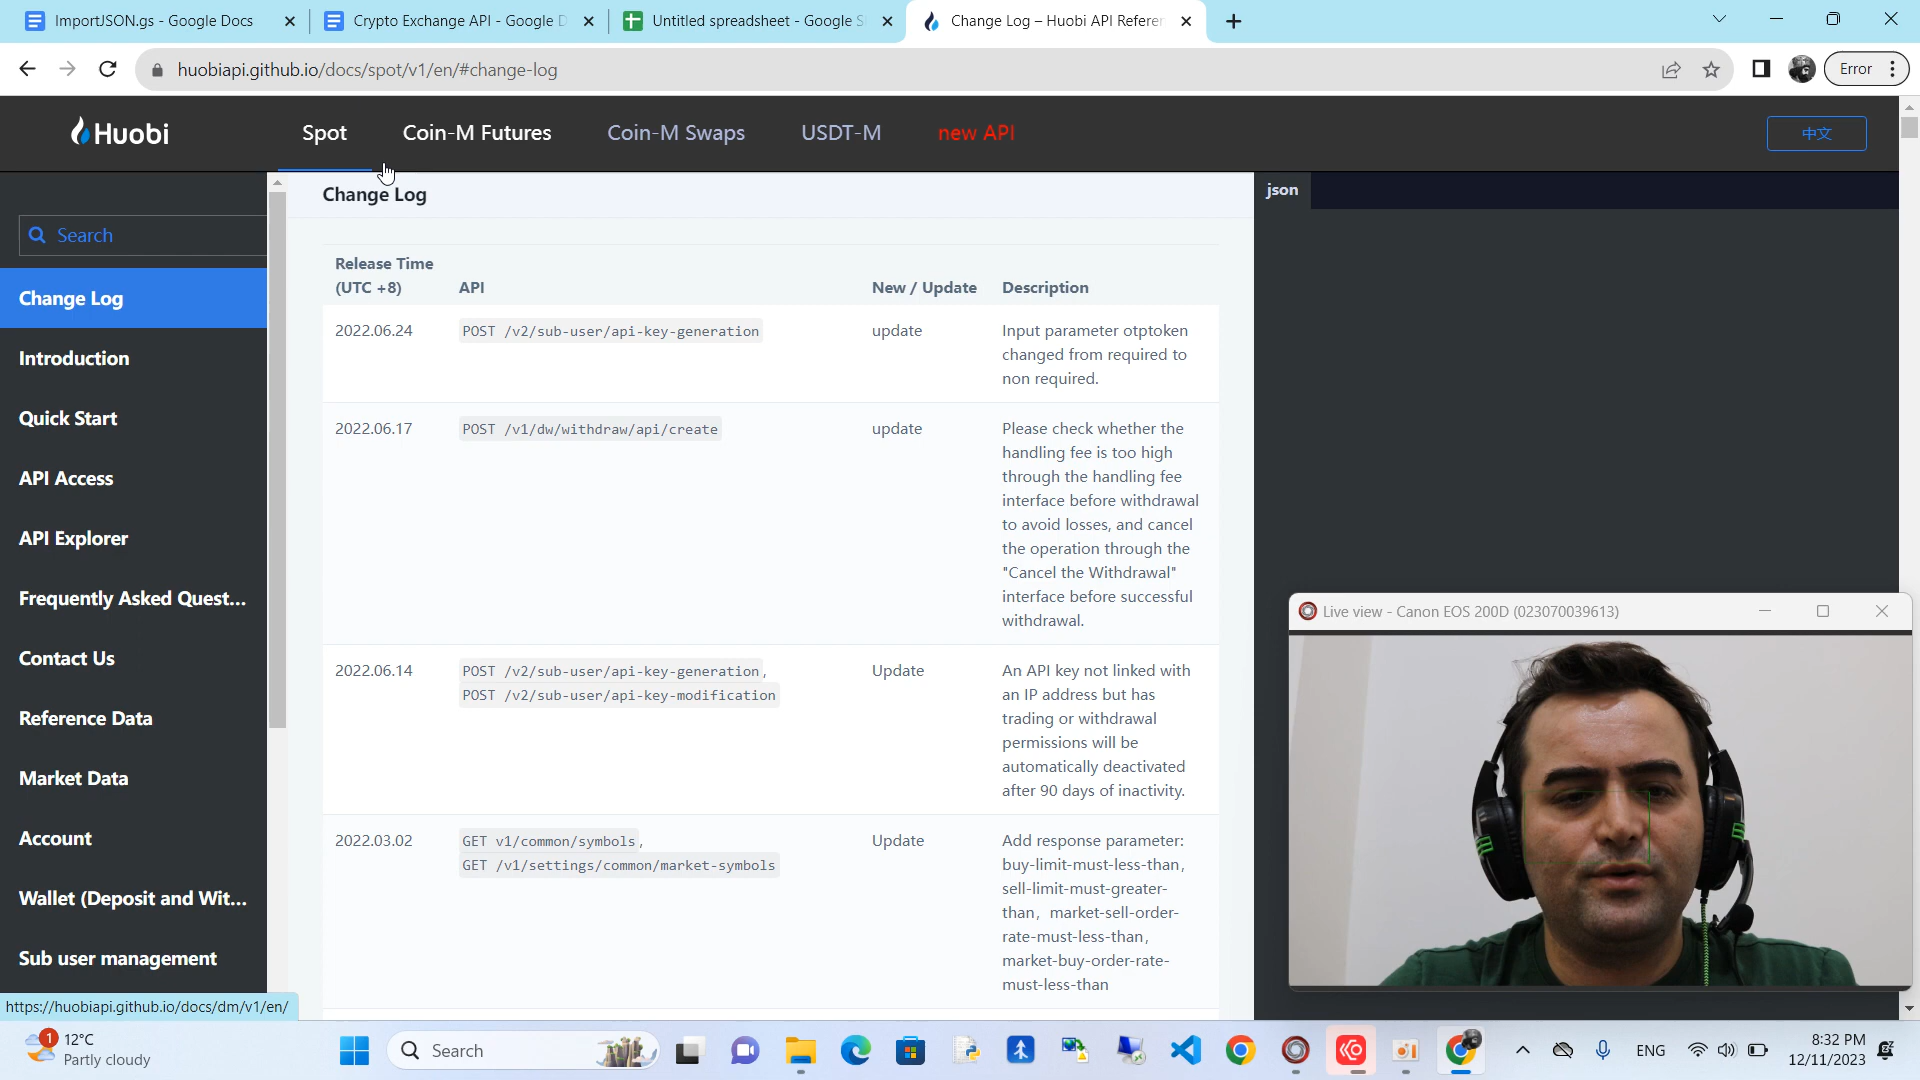 ImportJSON.gs - Google Docs
Crypto Exchange API - Google D
Untitled spreadsheet - Google S
Change Log – Huobi API Referen
huobiapi.github.io/docs/spot/v1/en/#change-log
Error
Huobi
Spot
Coin-M Futures
Coin-M Swaps
USDT-M
new API
中文
Search
Change Log
Introduction
Quick Start
API Access
API Explorer
Frequently Asked Quest...
Contact Us
Reference Data
Market Data
Account
Wallet (Deposit and Wit...
Sub user management
https://huobiapi.github.io/docs/dm/v1/en/
Change Log
Release Time
(UTC +8)
API
New / Update
Description
2022.06.24
POST /v2/sub-user/api-key-generation
update
Input parameter otptoken
changed from required to
non required.
2022.06.17
POST /v1/dw/withdraw/api/create
update
Please check whether the
handling fee is too high
through the handling fee
interface before withdrawal
to avoid losses, and cancel
the operation through the
"Cancel the Withdrawal"
interface before successful
withdrawal.
2022.06.14
POST /v2/sub-user/api-key-generation,
POST /v2/sub-user/api-key-modification
Update
An API key not linked with
an IP address but has
trading or withdrawal
permissions will be
automatically deactivated
after 90 days of inactivity.
2022.03.02
GET v1/common/symbols,
GET /v1/settings/common/market-symbols
Update
Add response parameter:
buy-limit-must-less-than,
sell-limit-must-greater-
than, market-sell-order-
rate-must-less-than,
market-buy-order-rate-
must-less-than
json
Live view - Canon EOS 200D (023070039613)
1
12°C
Partly cloudy
Search
ENG
8:32 PM
12/11/2023